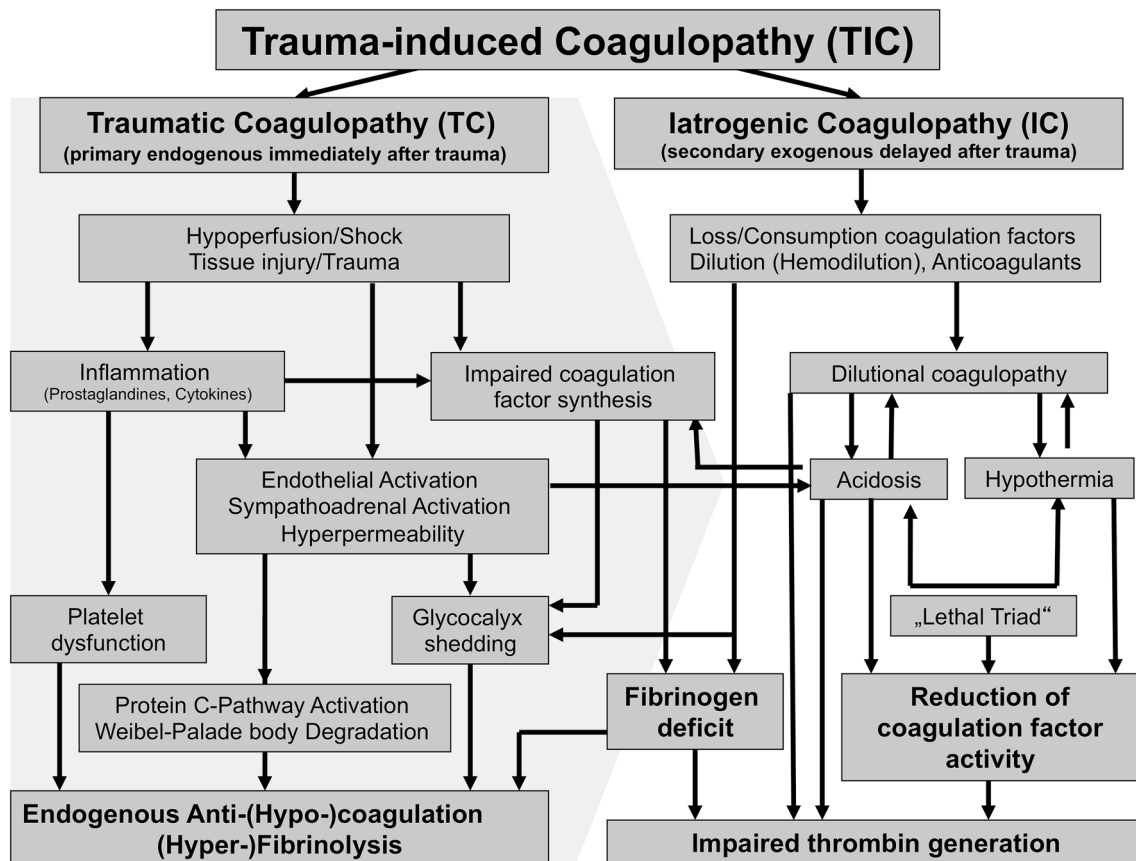 Trauma-induced Coagulopathy (TIC)
Traumatic Coagulopathy (TC)
(primary endogenous immediately after trauma)
Iatrogenic Coagulopathy (IC)
(secondary exogenous delayed after trauma)
Hypoperfusion/Shock
Tissue injury/Trauma
Loss/Consumption coagulation factors
Dilution (Hemodilution), Anticoagulants
Inflammation
(Prostaglandines, Cytokines)
Impaired coagulation
factor synthesis
Dilutional coagulopathy
Endothelial Activation
Sympathoadrenal Activation
Hyperpermeability
Acidosis
Hypothermia
Platelet
dysfunction
Glycocalyx
shedding
„Lethal Triad“
Protein C-Pathway Activation
Weibel-Palade body Degradation
Fibrinogen
deficit
Reduction of
coagulation factor
activity
Endogenous Anti-(Hypo-)coagulation
(Hyper-)Fibrinolysis
Impaired thrombin generation